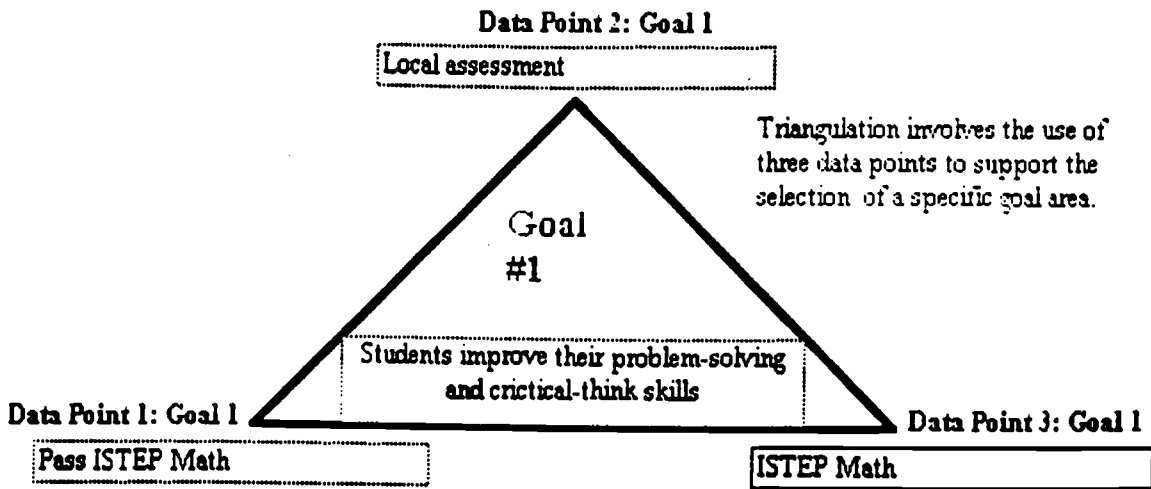 Data Point 2: Goal 1
Local assessment
Triangulation involves the use of
three data points to support the
selection of a specific goal area.
Goal
#1
Students improve their problem-solving
and crictical-think skills
Data Point 1: Goal 1
Pass ISTEP Math
Data Point 3: Goal 1
ISTEP Math